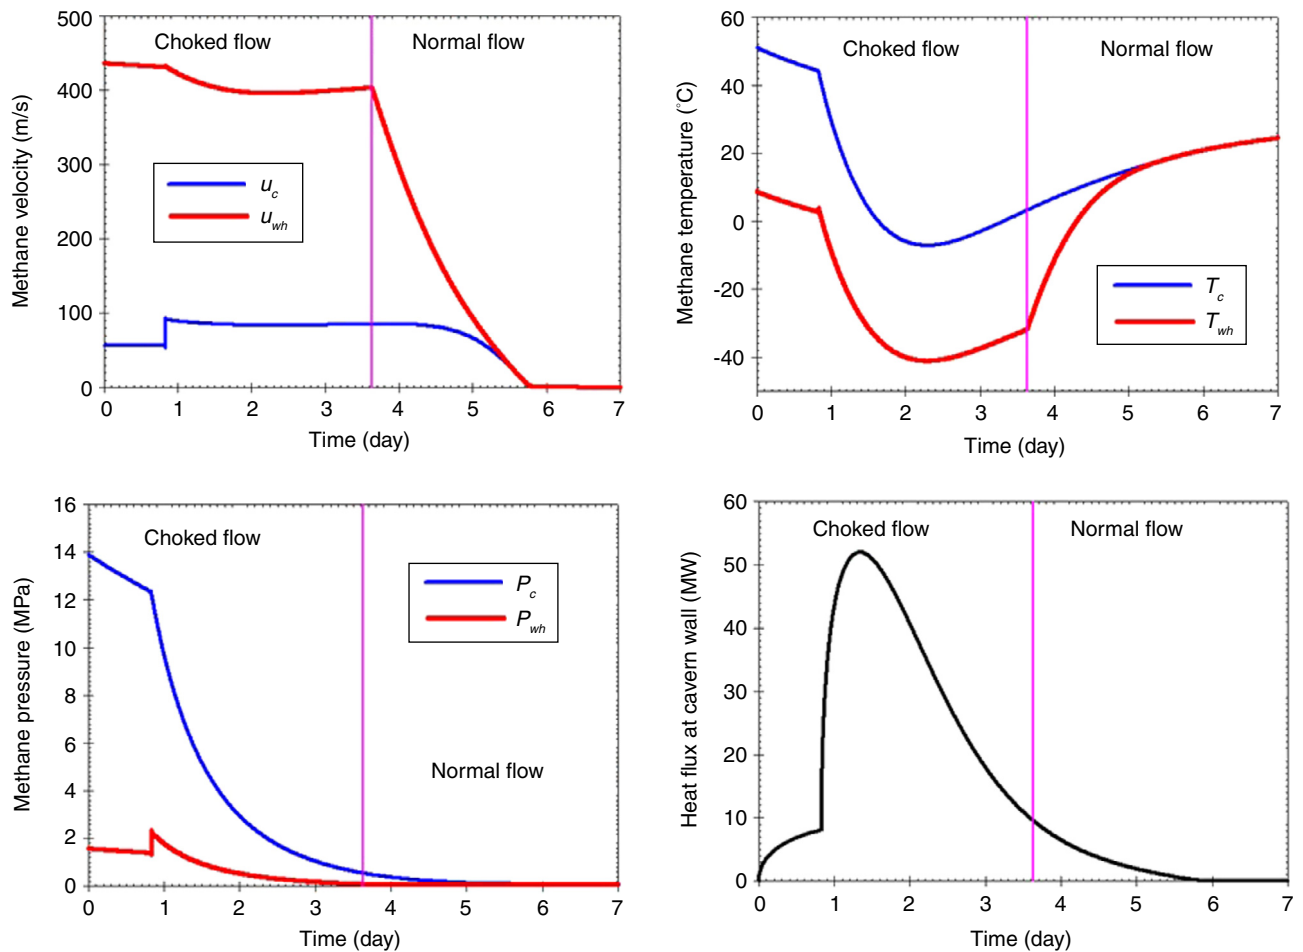 Methane velocity (m/s)
500
400
300
200
100
0
Choked flow
Normal flow
u_c
u_wh
0 1 2 3 4 5 6 7
Time (day)
Methane temperature (°C)
60
40
20
0
-20
-40
Choked flow
Normal flow
T_c
T_wh
0 1 2 3 4 5 6 7
Time (day)
Methane pressure (MPa)
16
14
12
10
8
6
4
2
0
Choked flow
P_c
P_wh
Normal flow
0 1 2 3 4 5 6 7
Time (day)
Heat flux at cavern wall (MW)
60
50
40
30
20
10
0
Choked flow
Normal flow
0 1 2 3 4 5 6 7
Time (day)